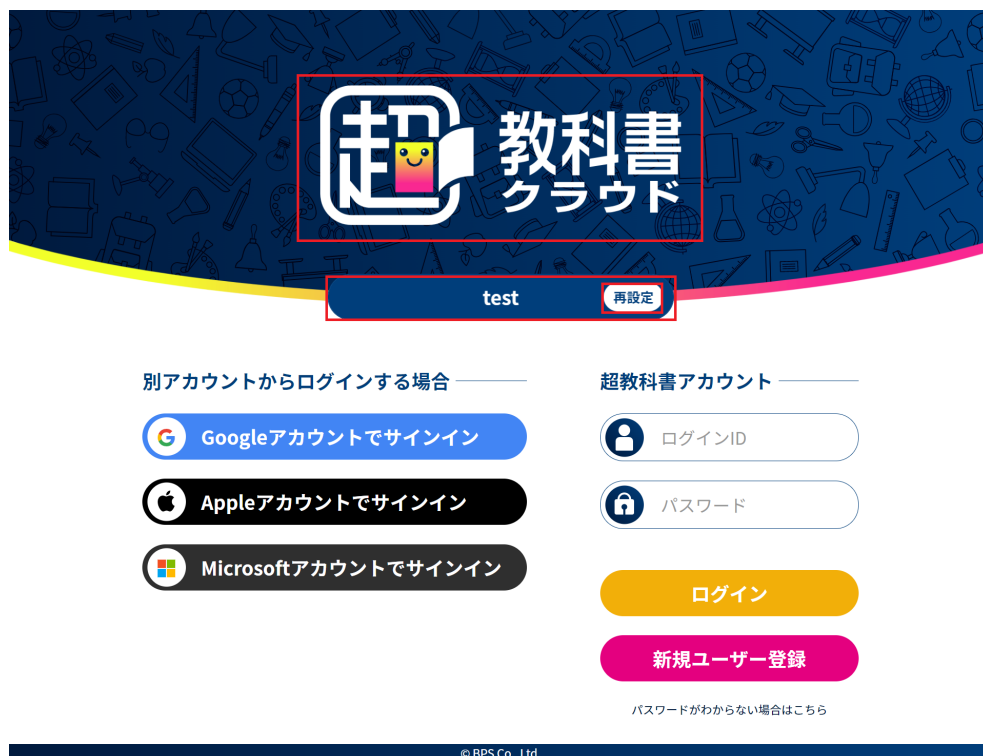 超 教科書
クラウド
test 再設定
別アカウントからログインする場合
Googleアカウントでサインイン
Appleアカウントでサインイン
Microsoftアカウントでサインイン
超教科書アカウント
ログインID
パスワード
ログイン
新規ユーザー登録
パスワードがわからない場合はこちら
© BPS Co., Ltd.